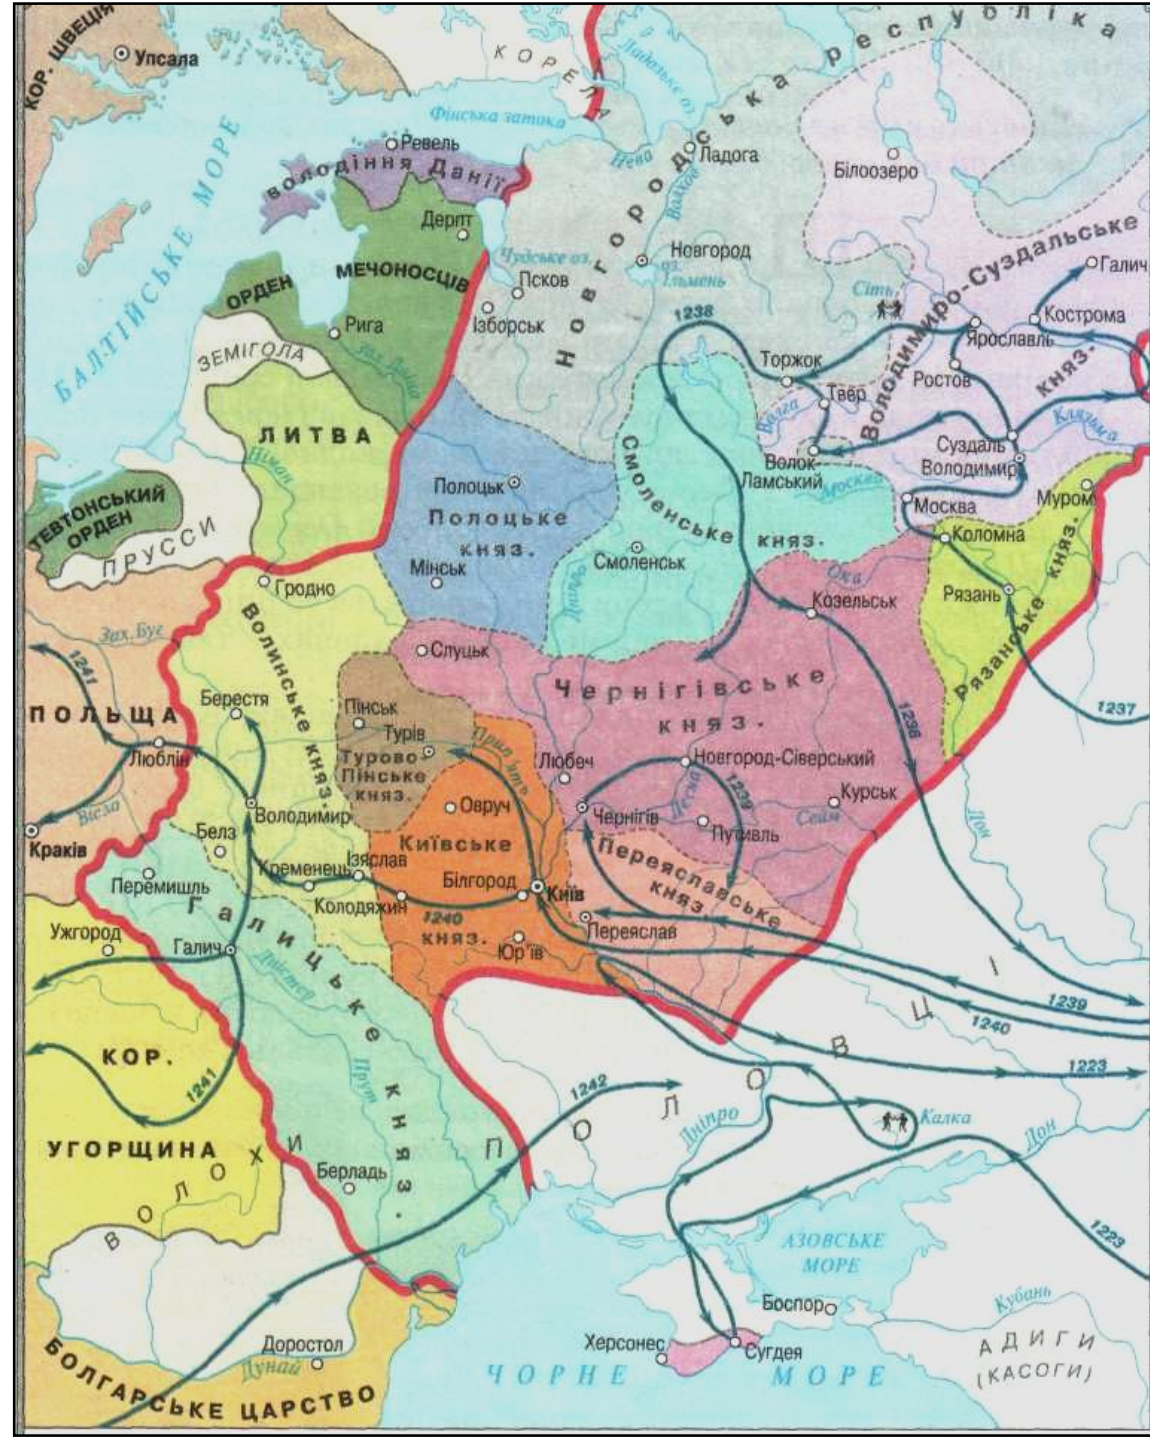 КОР. ШВЕЦІЯ
Упсала
КОРЕЛА
Ладозьке оз.
Новгородська республіка
Фінська затока
Нева
Ладога
Волхов
Білоозеро
Ревель
володіння Данії
БАЛТІЙСЬКЕ МОРЕ
Дерпт
Чудське оз.
Новгород
оз.
Ільмень
ОРДЕН МЕЧОНОСЦІВ
Псков
Ізборськ
Рига
Зах. Двіна
ЗЕМІГОЛА
Сіть
Володимиро-Суздальське княз.
Галич
Кострома
Ярославль
Ростов
1238
Торжок
Твер
Волга
Клязьма
Суздаль
Володимир
Волок-
Ламський
Москва
Москва
Муром
ЛИТВА
Німан
ТЕВТОНСЬКИЙ
ОРДЕН
ПРУССИ
Полоцьк
Полоцьке
княз.
Мінськ
Смоленське княз.
Смоленськ
Дніпро
Коломна
Ока
Козельськ
Рязань
Рязанське княз.
Гродно
Зах. Буг
1241
Волинське княз.
Слуцьк
Чернігівське
княз.
1238
1237
ПОЛЬЩА
Берестя
Пінськ
Турів
Турово-
Пінське
княз.
Прип'ять
Люблін
Любеч
Новгород-Сіверський
1239
Десна
Курськ
Сейм
Дон
Вісла
Краків
Володимир
Овруч
Чернігів
Путивль
Белз
Київське
княз.
Переяславське
княз.
Кременець
Ізяслав
Білгород
Київ
Перемишль
Колодяжин
1240
Переяслав
Юр'їв
Галицьке княз.
Ужгород
Галич
Дністер
ПОЛОВЦІ
1239
1240
1223
КОР.
УГОРЩИНА
1241
Прут
1242
Дніпро
Калка
Дон
ВОЛОХИ
Берладь
АЗОВСЬКЕ
МОРЕ
1223
Боспор
Кубань
Доростол
Дунай
БОЛГАРСЬКЕ ЦАРСТВО
Херсонес
Сугдея
АДИГИ
(КАСОГИ)
ЧОРНЕ МОРЕ